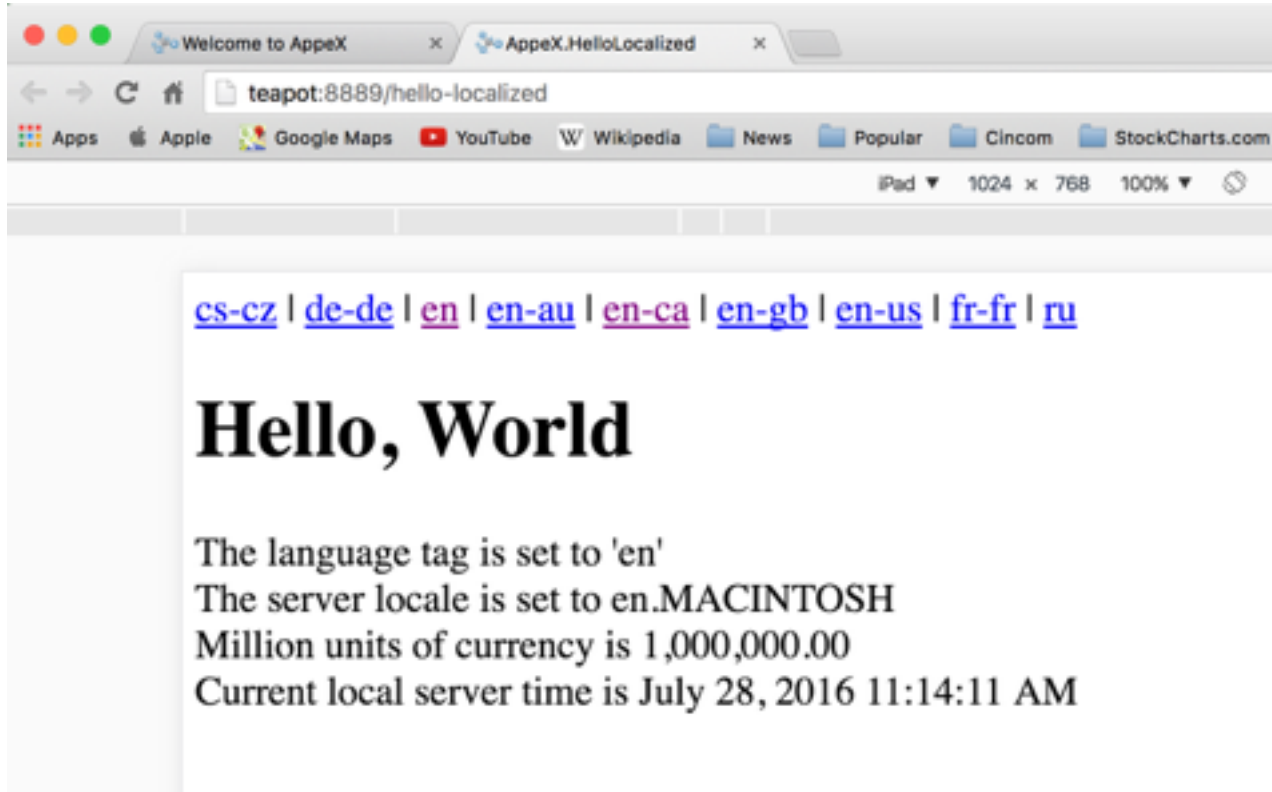 Welcome to AppeX × AppeX.HelloLocalized ×
teapot:8889/hello-localized
Apps Apple Google Maps YouTube W Wikipedia News Popular Cincom StockCharts.com
iPad ▼ 1024 × 768 100% ▼
cs-cz | de-de | en | en-au | en-ca | en-gb | en-us | fr-fr | ru
Hello, World
The language tag is set to 'en'
The server locale is set to en.MACINTOSH
Million units of currency is 1,000,000.00
Current local server time is July 28, 2016 11:14:11 AM